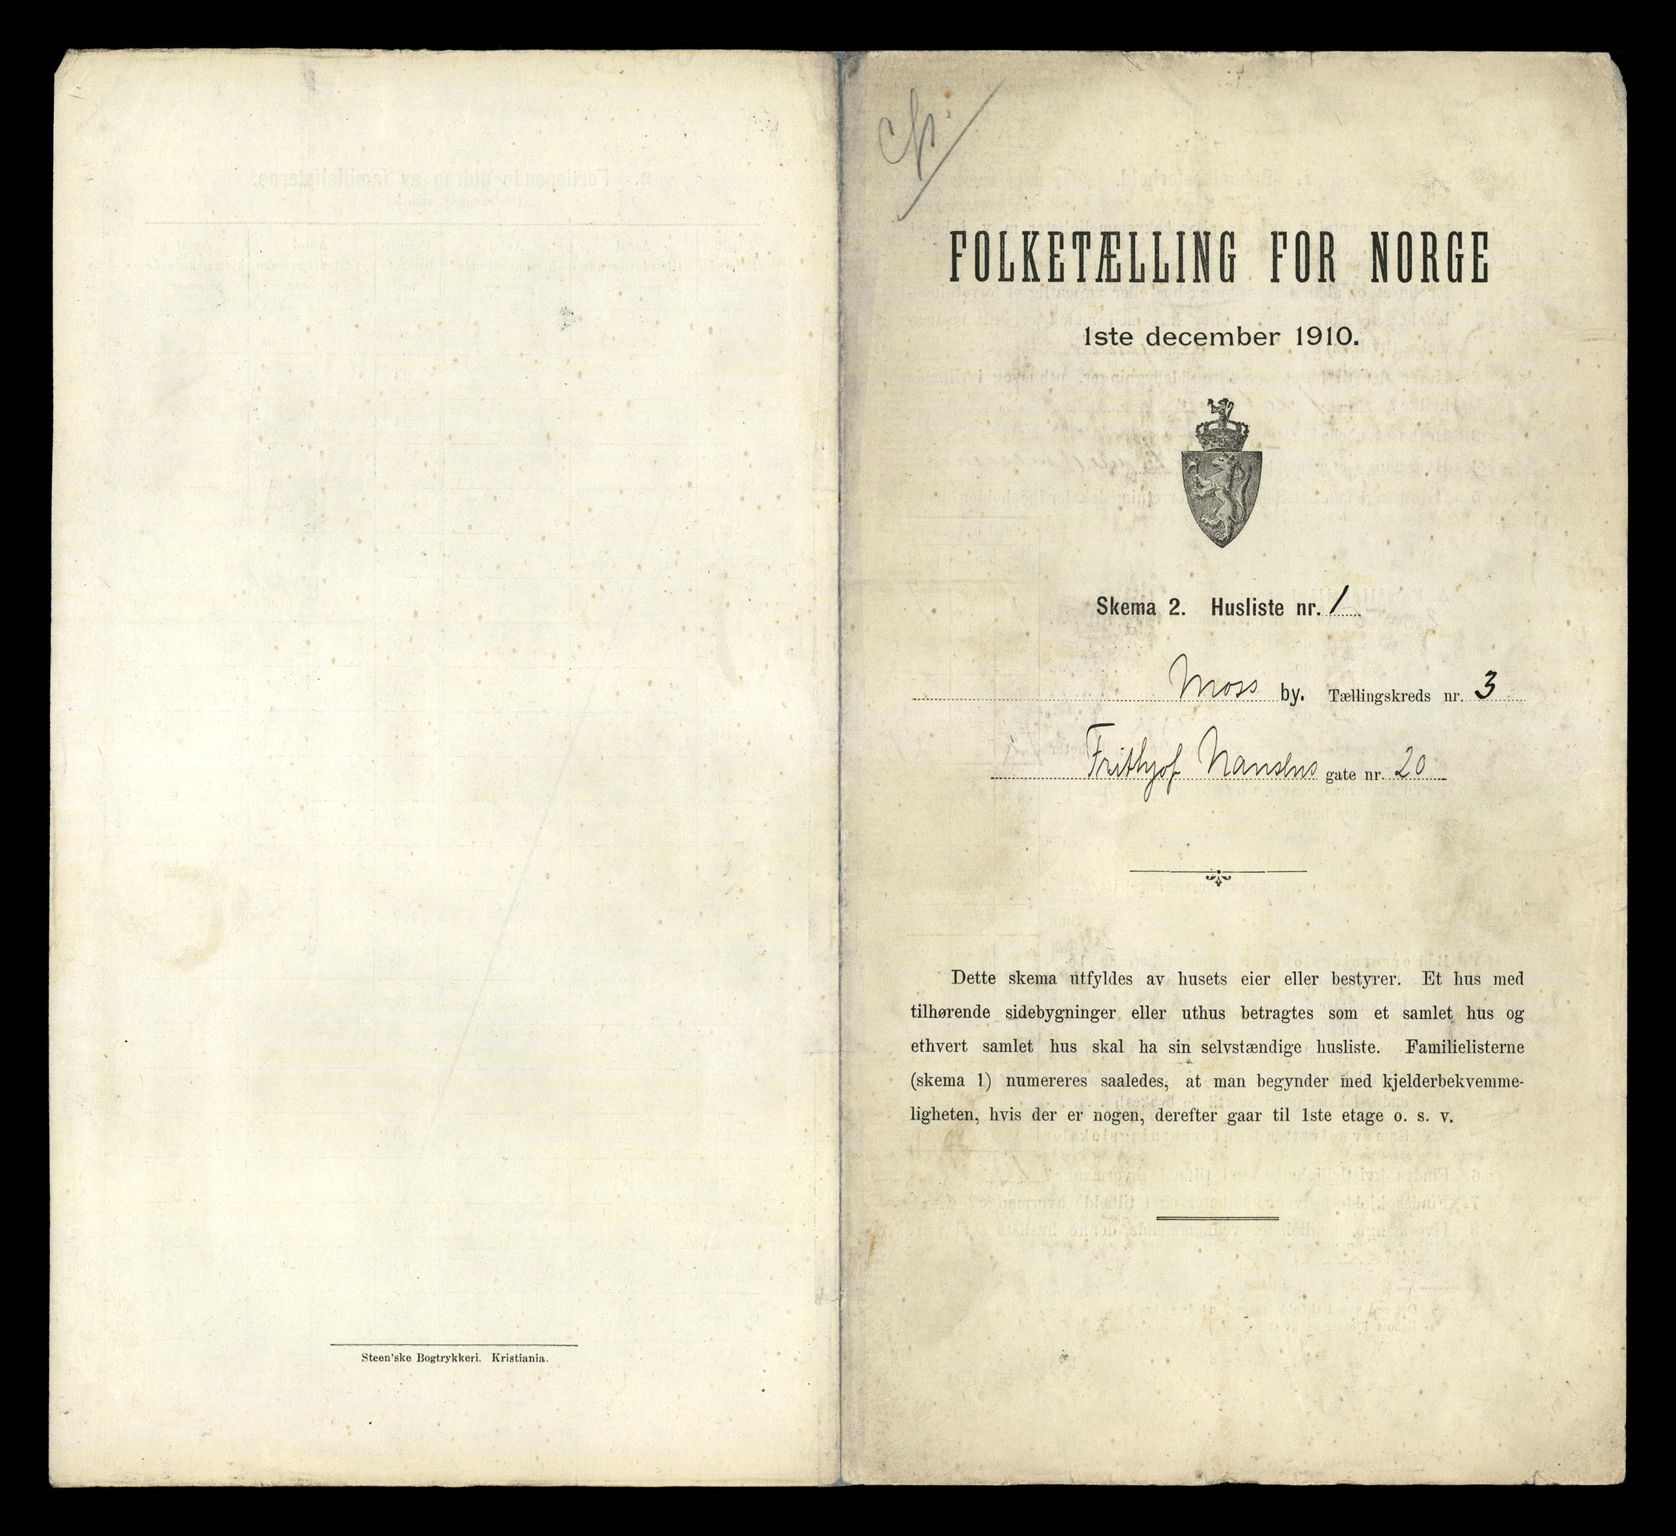 FOLKETÆLLING FOR NORGE
1ste december 1910.
Skema 2. Husliste nr. 1
Moss by. Tællingskreds nr. 3
Frithjof Nansens gate nr. 20
Dette skema utfyldes av husets eier eller bestyrer. Et hus med
tilhørende sidebygninger eller uthus betragtes som et samlet hus og
ethvert samlet hus skal ha sin selvstændige husliste. Familielisterne
(skema 1) numereres saaledes, at man begynder med kjelderbekvemme-
ligheten, hvis der er nogen, derefter gaar til 1ste etage o. s. v.
Steen'ske Bogtrykkeri. Kristiania.